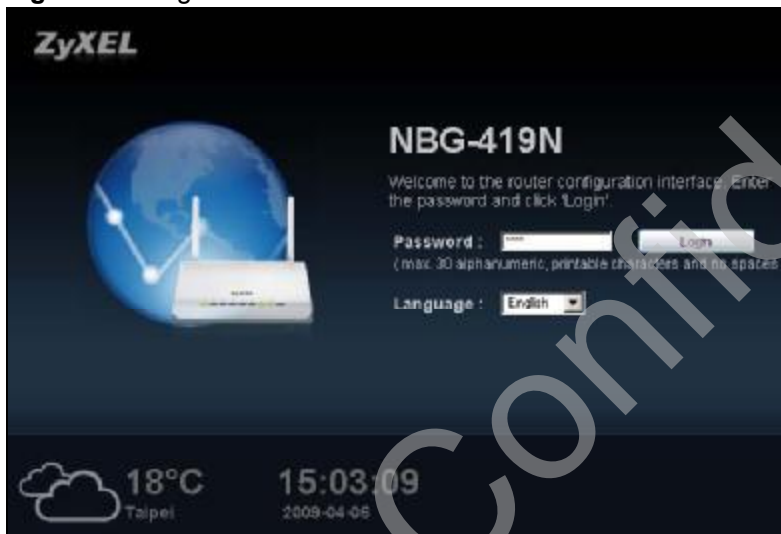 ZyXEL
NBG-419N
Welcome to the router configuration interface. Enter
the password and click 'Login'.
Password : **** Login
(max. 30 alphanumeric, printable characters and no spaces
Language : English
18°C
Taipei
15:03:09
2009-04-06
Confid